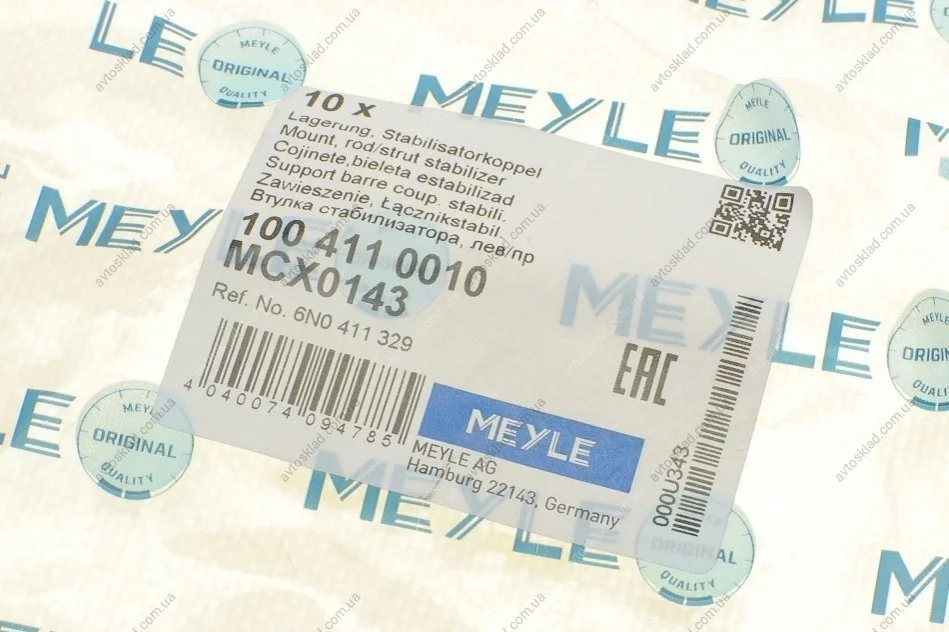 10 x
Lagerung, Stabilisatorkoppel
Mount, rod/strut stabilizer
Cojinete,bieleta estabilizad
Support barre coup. stabili.
Zawieszenie, Łącznikstabil.
Втулка стабилизатора, лев/пр
100 411 0010
MCX0143
Ref. No. 6N0 411 329
4 040074 094785
EAC
MEYLE
MEYLE AG
Hamburg 22143, Germany
000U343
MEYLE
MEYLE
ORIGINAL
QUALITY
avtosklad.com.ua